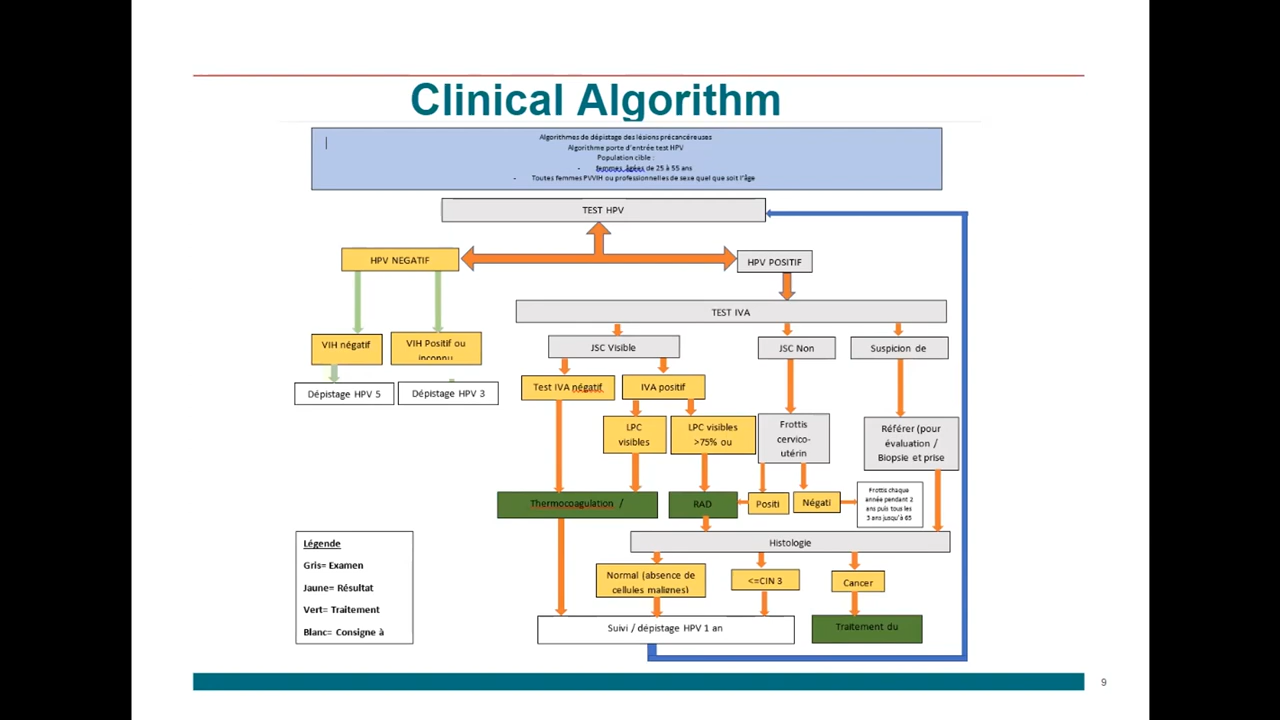 Clinical Algorithm
Algorithmes de dépistage des lésions précancéreuses
Algorithme porte d'entrée test HPV
Population cible :
- femmes âgées de 25 à 55 ans
- Toutes femmes PVVIH ou professionnelles de sexe quel que soit l'âge
TEST HPV
HPV NEGATIF
HPV POSITIF
TEST IVA
VIH négatif
VIH Positif ou
inconnu
JSC Visible
JSC Non
Suspicion de
Dépistage HPV 5
Dépistage HPV 3
Test IVA négatif
IVA positif
LPC
visibles
LPC visibles
>75% ou
Frottis
cervico-
utérin
Référer (pour
évaluation /
Biopsie et prise
Thermocoagulation /
RAD
Positi
Négati
Frottis chaque
année pendant 2
ans puis tous les
3 ans jusqu'à 65
Histologie
Normal (absence de
cellules malignes)
<=CIN 3
Cancer
Suivi / dépistage HPV 1 an
Traitement du
Légende
Gris= Examen
Jaune= Résultat
Vert= Traitement
Blanc= Consigne à
9